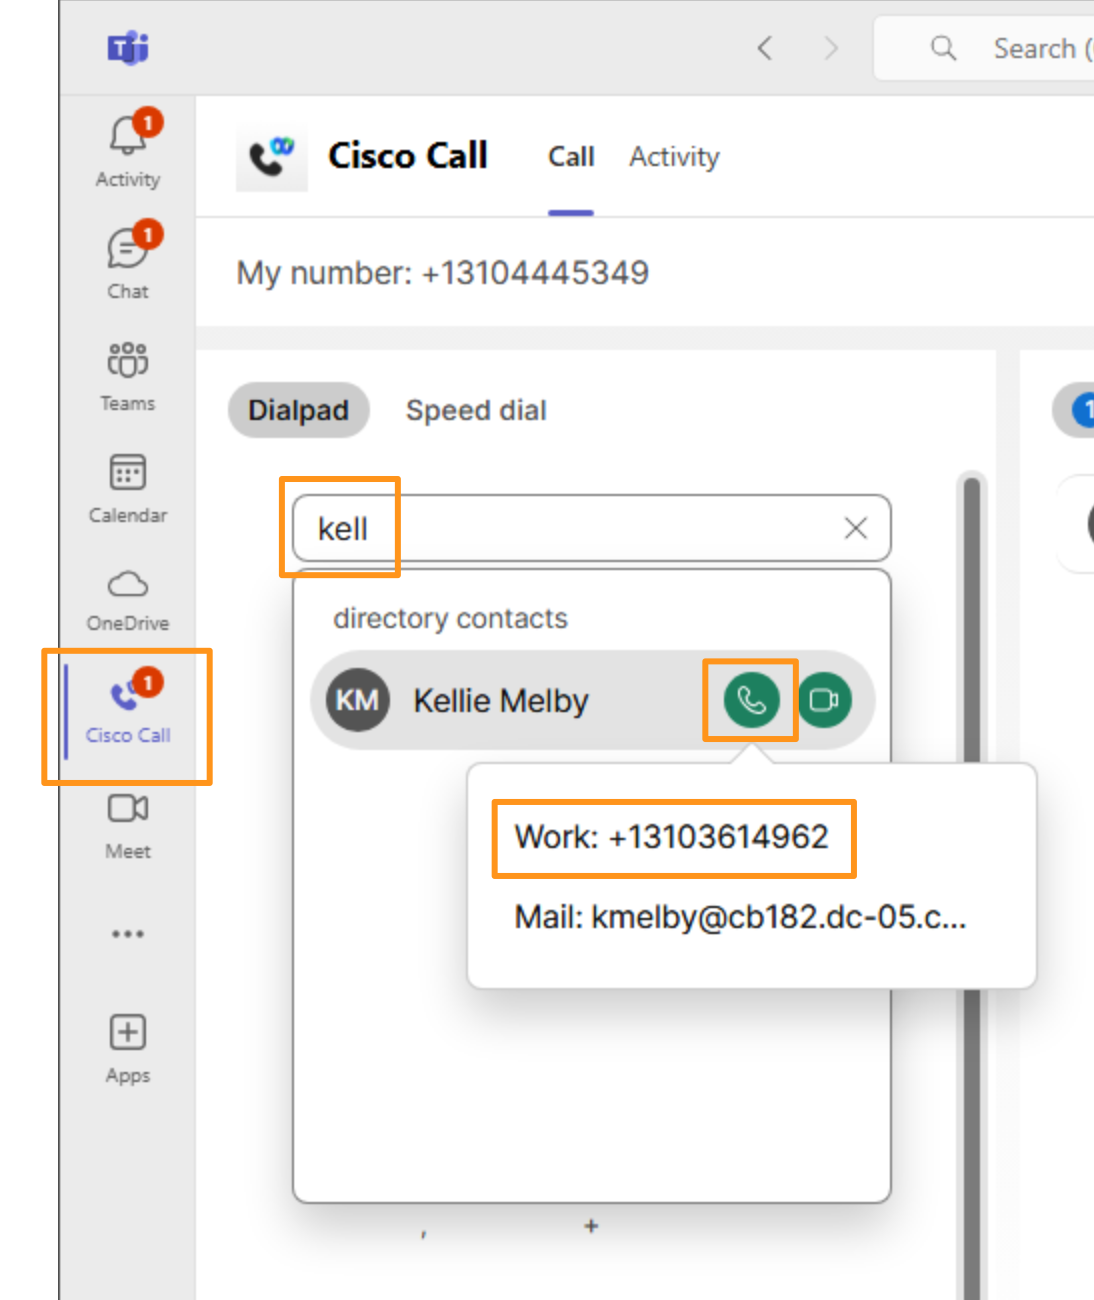 Search (
1
Activity
1
Chat
Teams
Calendar
OneDrive
1
Cisco Call
Meet
Apps
Cisco Call Call Activity
My number: +13104445349
Dialpad Speed dial
1
kell
directory contacts
KM Kellie Melby
Work: +13103614962
Mail: kmelby@cb182.dc-05.c...
, +